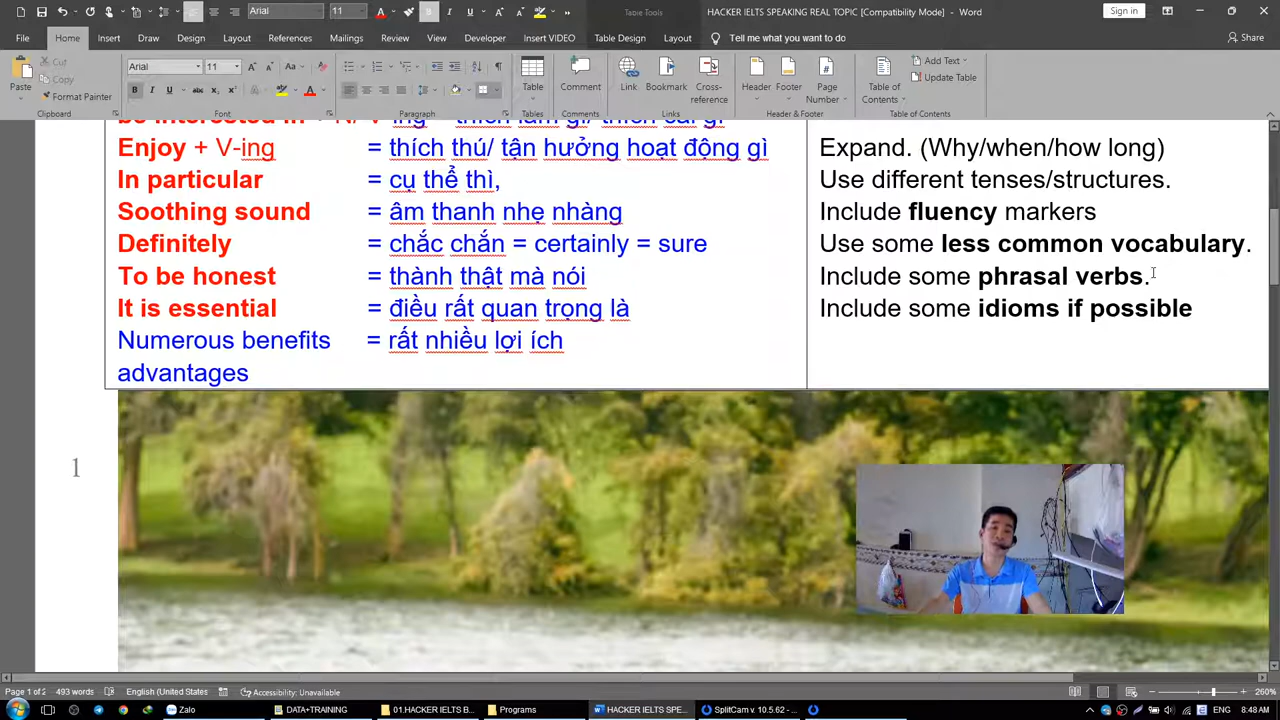 Table Tools
HACKER IELTS SPEAKING REAL TOPIC [Compatibility Mode] - Word
Sign in
Arial 11
File Home Insert Draw Design Layout References Mailings Review View Developer Insert VIDEO Table Design Layout Tell me what you want to do Share
Paste
Cut
Copy
Format Painter
Clipboard
Arial 11
Font
Paragraph
Table
Tables
Comment
Comments
Link
Bookmark
Cross-reference
Links
Header
Footer
Page Number
Header & Footer
Table of Contents
Add Text
Update Table
Table of Contents
Enjoy + V-ing = thích thú/ tận hưởng hoạt động gì
In particular = cụ thể thì,
Soothing sound = âm thanh nhẹ nhàng
Definitely = chắc chắn = certainly = sure
To be honest = thành thật mà nói
It is essential = điều rất quan trọng là
Numerous benefits = rất nhiều lợi ích
advantages
Expand. (Why/when/how long)
Use different tenses/structures.
Include fluency markers
Use some less common vocabulary.
Include some phrasal verbs.
Include some idioms if possible
1
Page 1 of 2 493 words English (United States) Accessibility: Unavailable 260%
Zalo DATA+TRAINING 01.HACKER IELTS B... Programs HACKER IELTS SPE... SplitCam v. 10.5.62 - ... ENG 8:48 AM